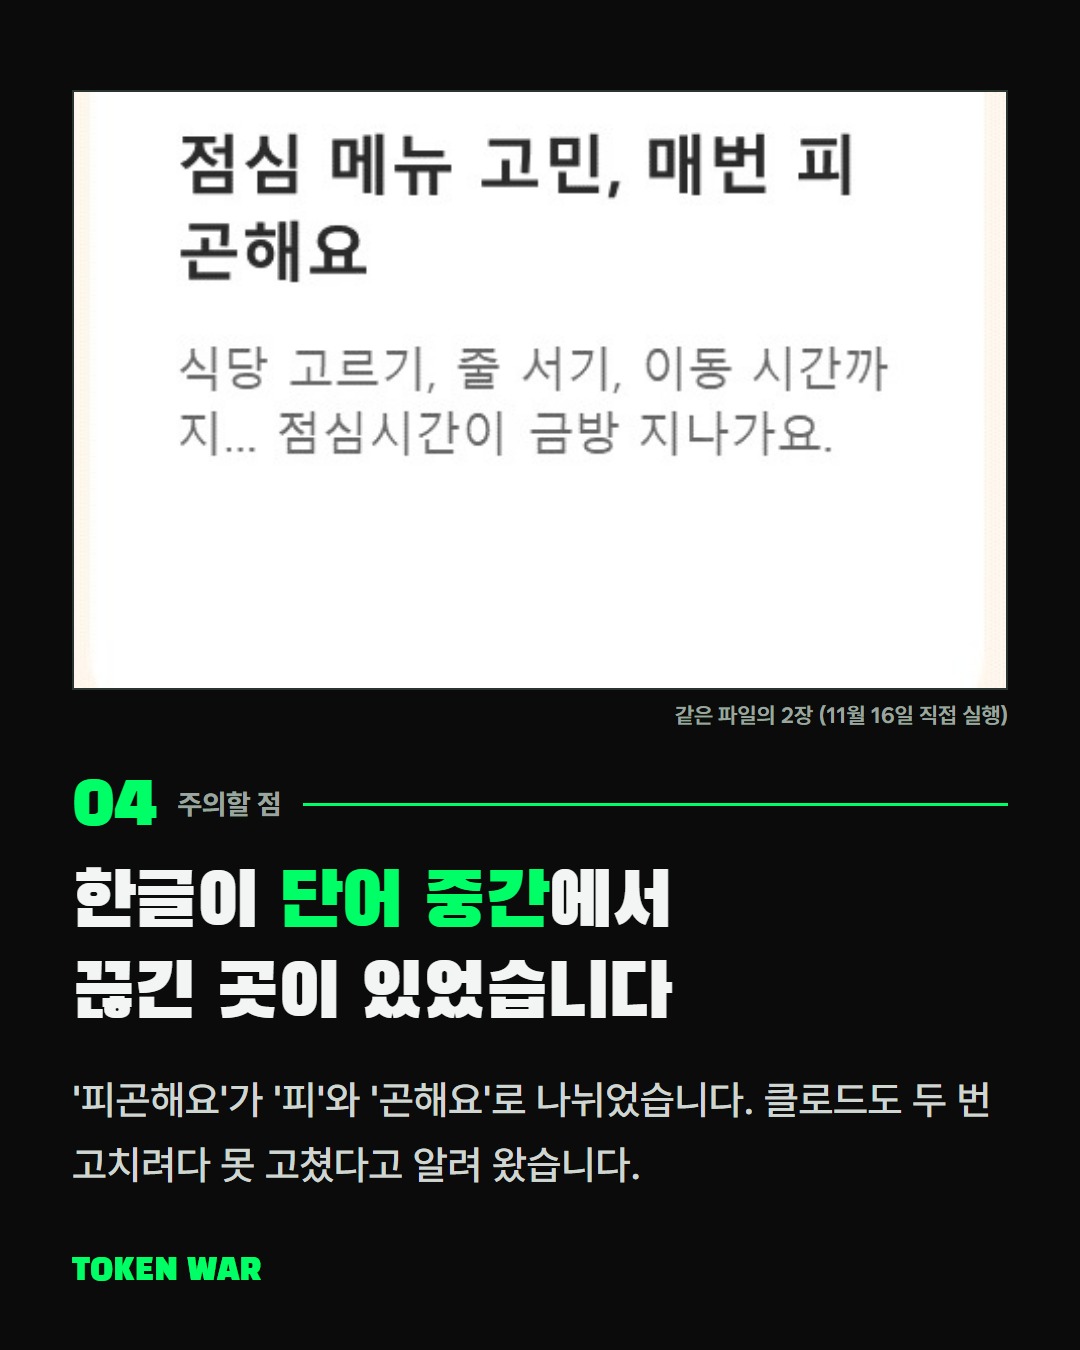 점심 메뉴 고민, 매번 피
곤해요
식당 고르기, 줄 서기, 이동 시간까
지... 점심시간이 금방 지나가요.
같은 파일의 2장 (11월 16일 직접 실행)
04 주의할 점
한글이 단어 중간에서
끊긴 곳이 있었습니다
'피곤해요'가 '피'와 '곤해요'로 나뉘었습니다. 클로드도 두 번
고치려다 못 고쳤다고 알려 왔습니다.
TOKEN WAR